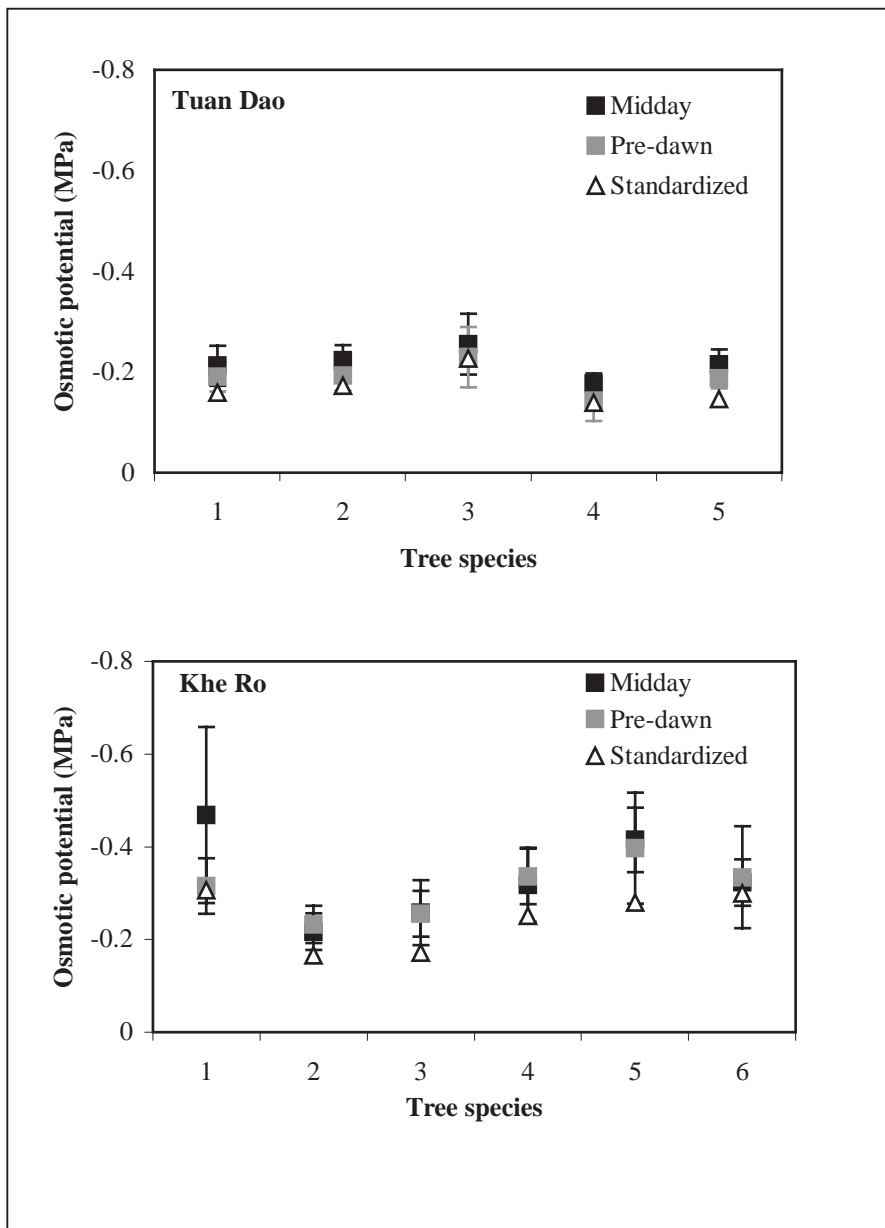 -0.8
Tuan Dao
Midday
Pre-dawn
Standardized
-0.6
-0.4
-0.2
0
Osmotic potential (MPa)
1 2 3 4 5
Tree species
-0.8
Khe Ro
Midday
Pre-dawn
Standardized
-0.6
-0.4
-0.2
0
Osmotic potential (MPa)
1 2 3 4 5 6
Tree species